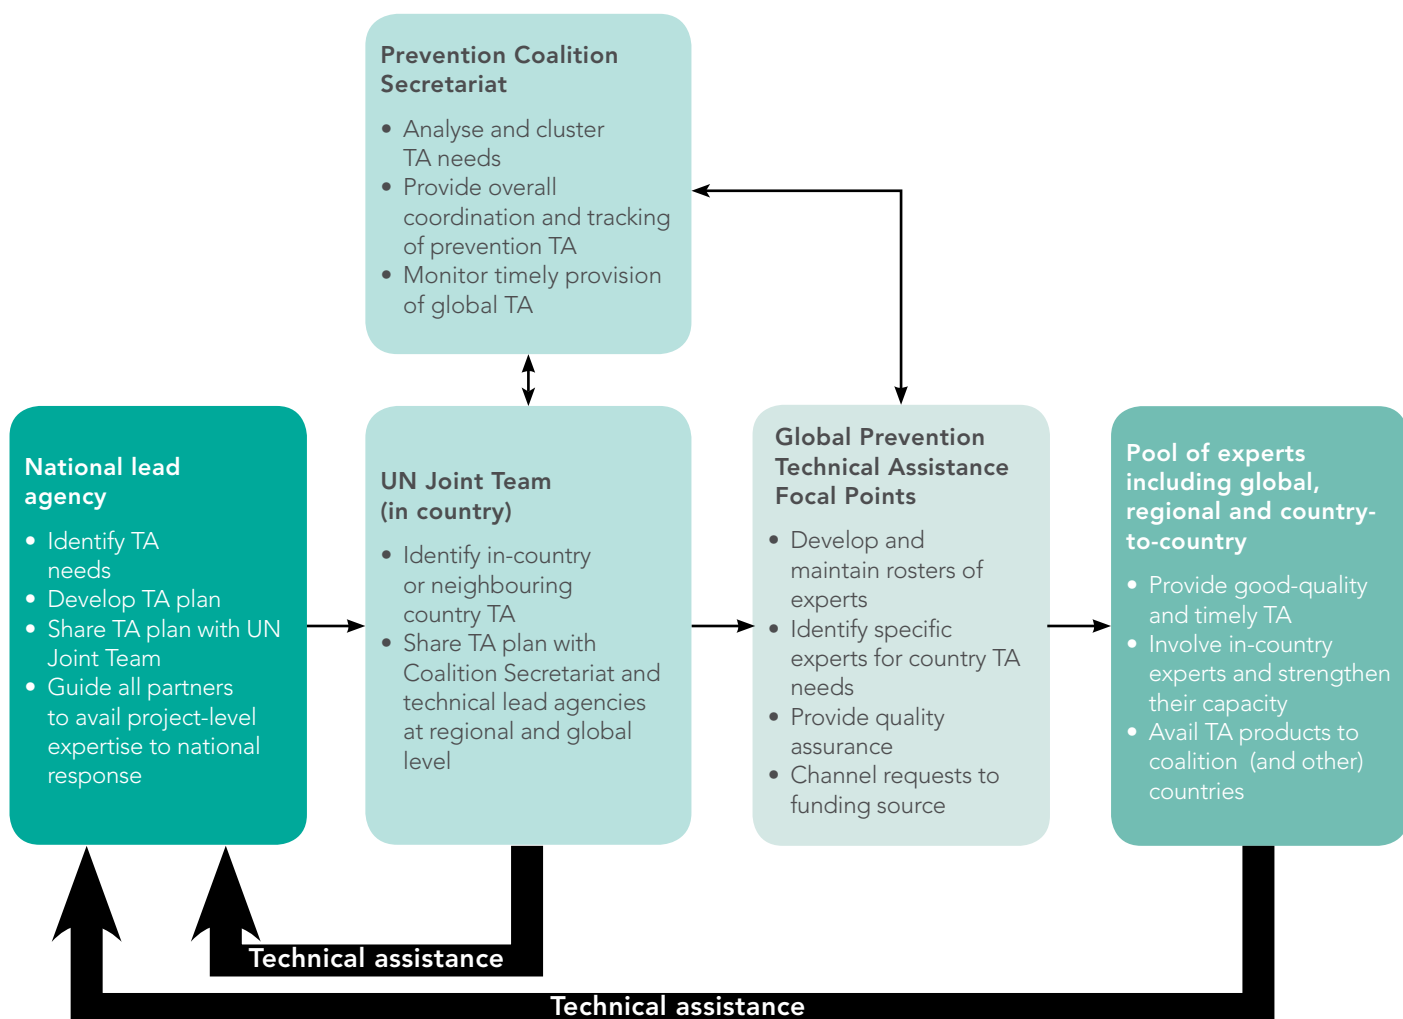 Prevention Coalition
Secretariat
• Analyse and cluster
TA needs
• Provide overall
coordination and tracking
of prevention TA
• Monitor timely provision
of global TA
National lead
agency
• Identify TA
needs
• Develop TA plan
• Share TA plan with UN
Joint Team
• Guide all partners
to avail project-level
expertise to national
response
UN Joint Team
(in country)
• Identify in-country
or neighbouring
country TA
• Share TA plan with
Coalition Secretariat and
technical lead agencies
at regional and global
level
Global Prevention
Technical Assistance
Focal Points
• Develop and
maintain rosters of
experts
• Identify specific
experts for country TA
needs
• Provide quality
assurance
• Channel requests to
funding source
Pool of experts
including global,
regional and country-
to-country
• Provide good-quality
and timely TA
• Involve in-country
experts and strengthen
their capacity
• Avail TA products to
coalition (and other)
countries
Technical assistance
Technical assistance